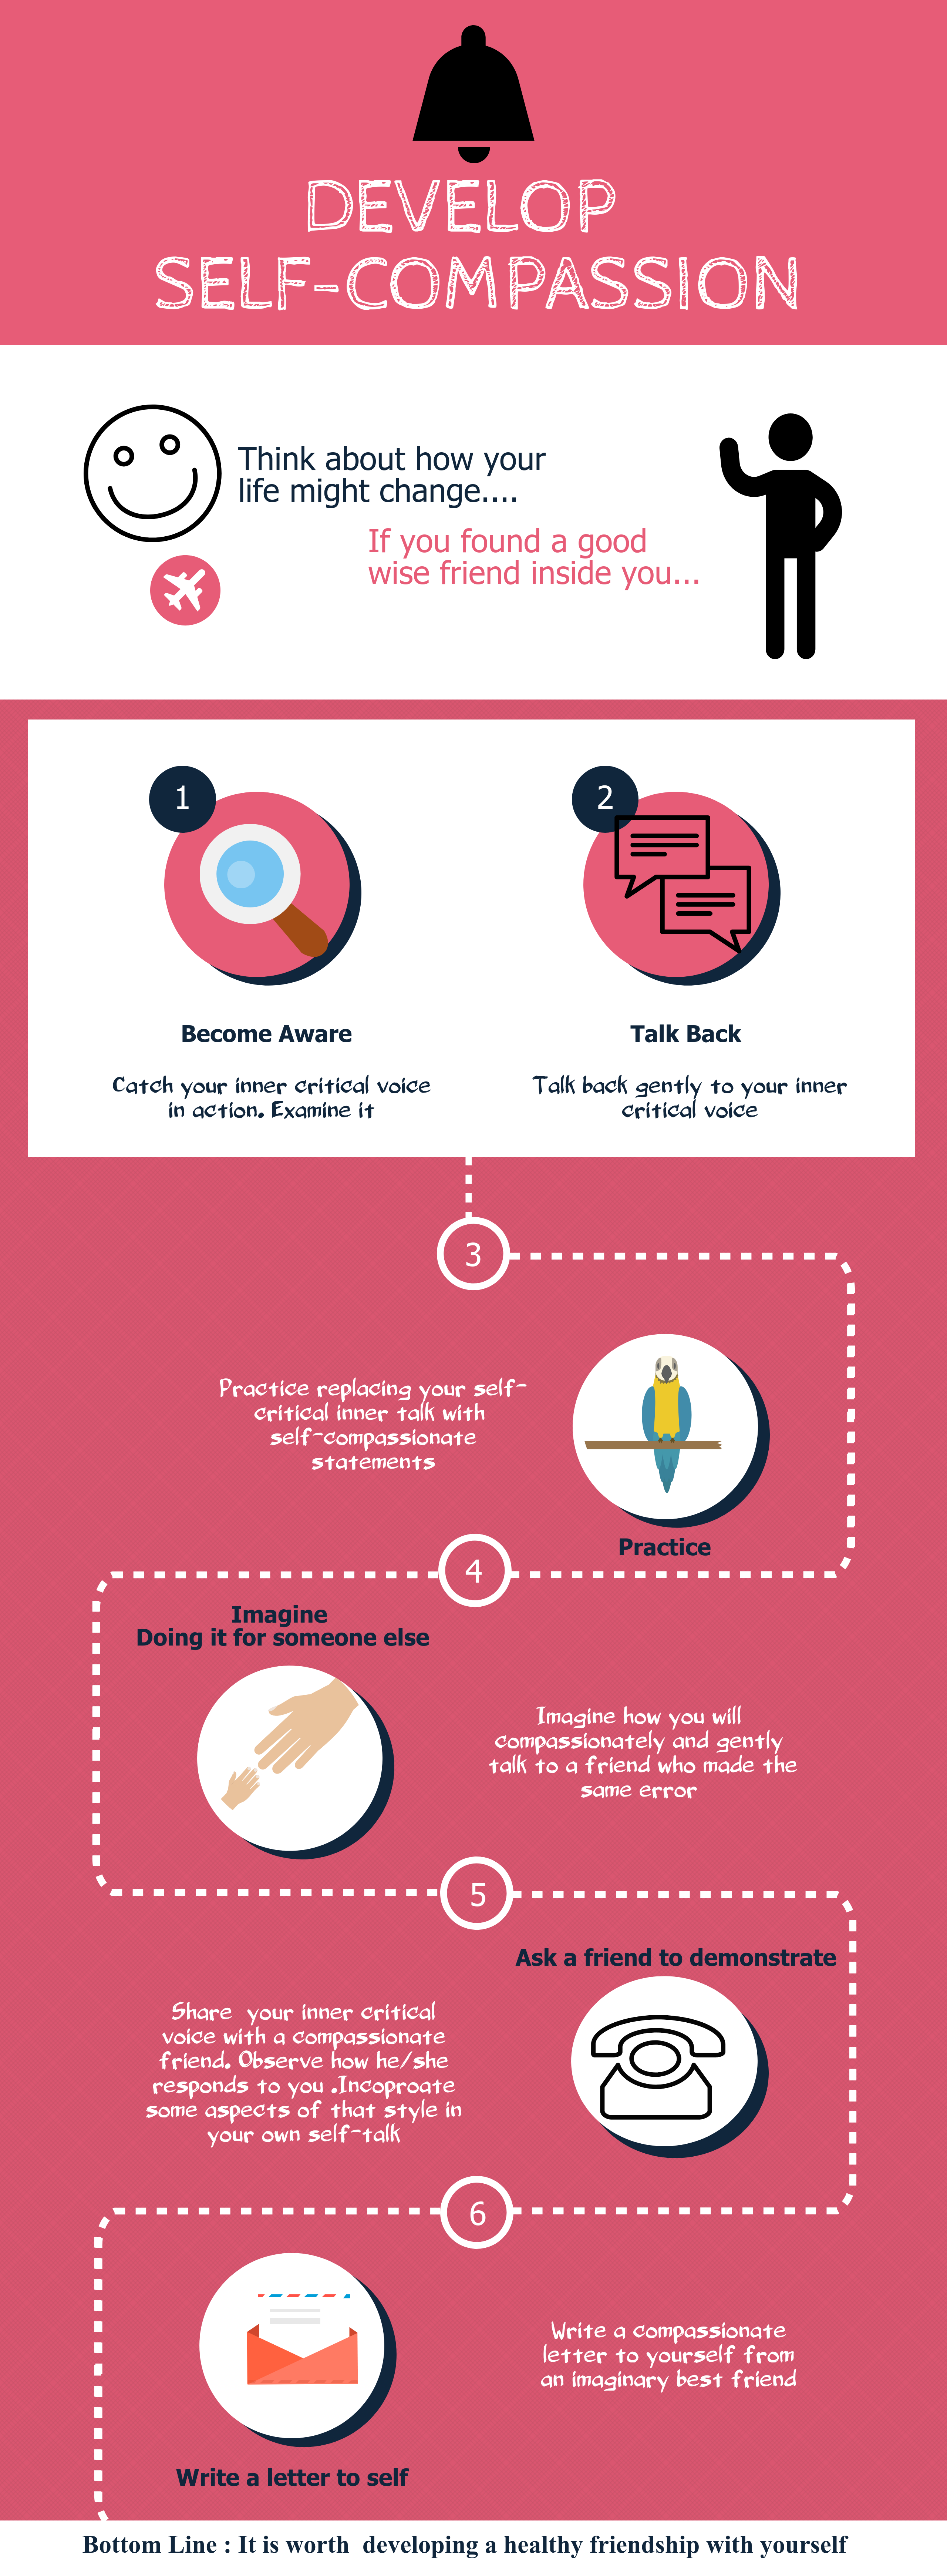 DEVELOP
SELF-COMPASSION
Think about how your
life might change....
If you found a good
wise friend inside you...
1
Become Aware
Catch your inner critical voice
in action. Examine it
2
Talk Back
Talk back gently to your inner
critical voice
3
Practice replacing your self-
critical inner talk with
self-compassionate
statements
Practice
4
Imagine
Doing it for someone else
Imagine how you will
compassionately and gently
talk to a friend who made the
same error
5
Ask a friend to demonstrate
Share your inner critical
voice with a compassionate
friend. Observe how he/she
responds to you .Incoproate
some aspects of that style in
your own self-talk
6
Write a compassionate
letter to yourself from
an imaginary best friend
Write a letter to self
Bottom Line : It is worth developing a healthy friendship with yourself